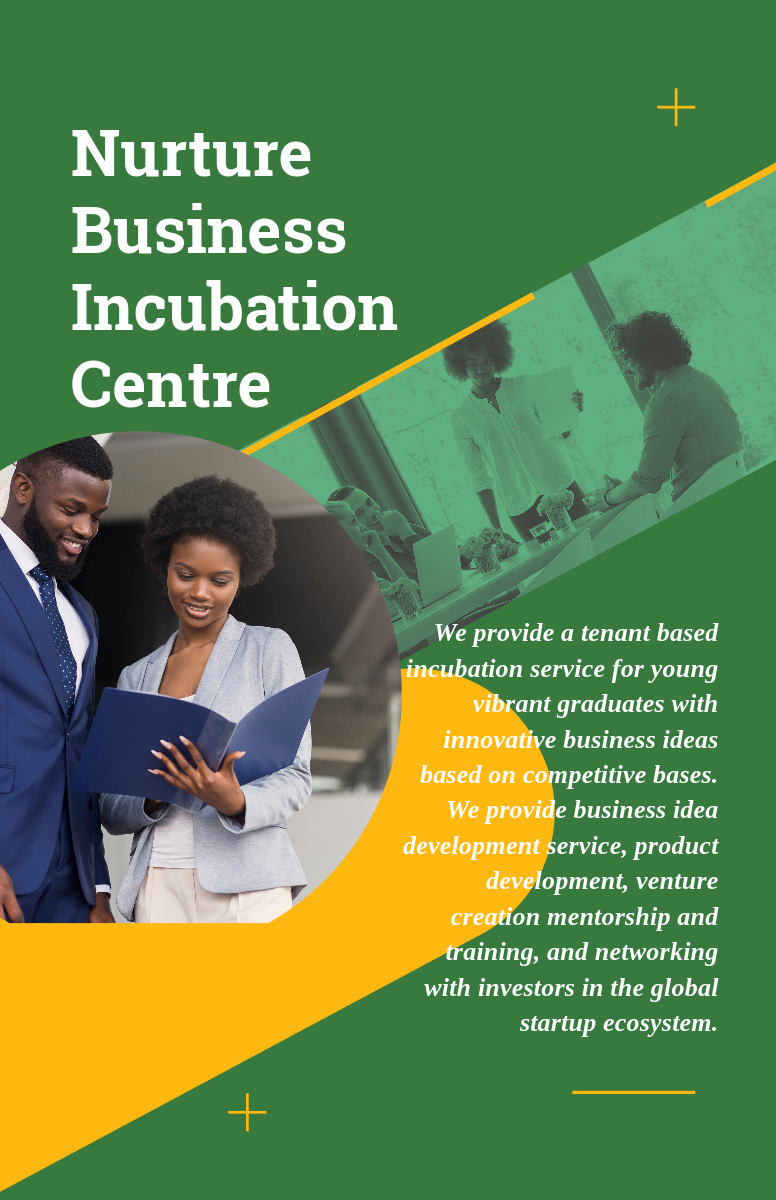 Nurture
Business
Incubation
Centre
We provide a tenant based
incubation service for young
vibrant graduates with
innovative business ideas
based on competitive bases.
We provide business idea
development service, product
development, venture
creation mentorship and
training, and networking
with investors in the global
startup ecosystem.